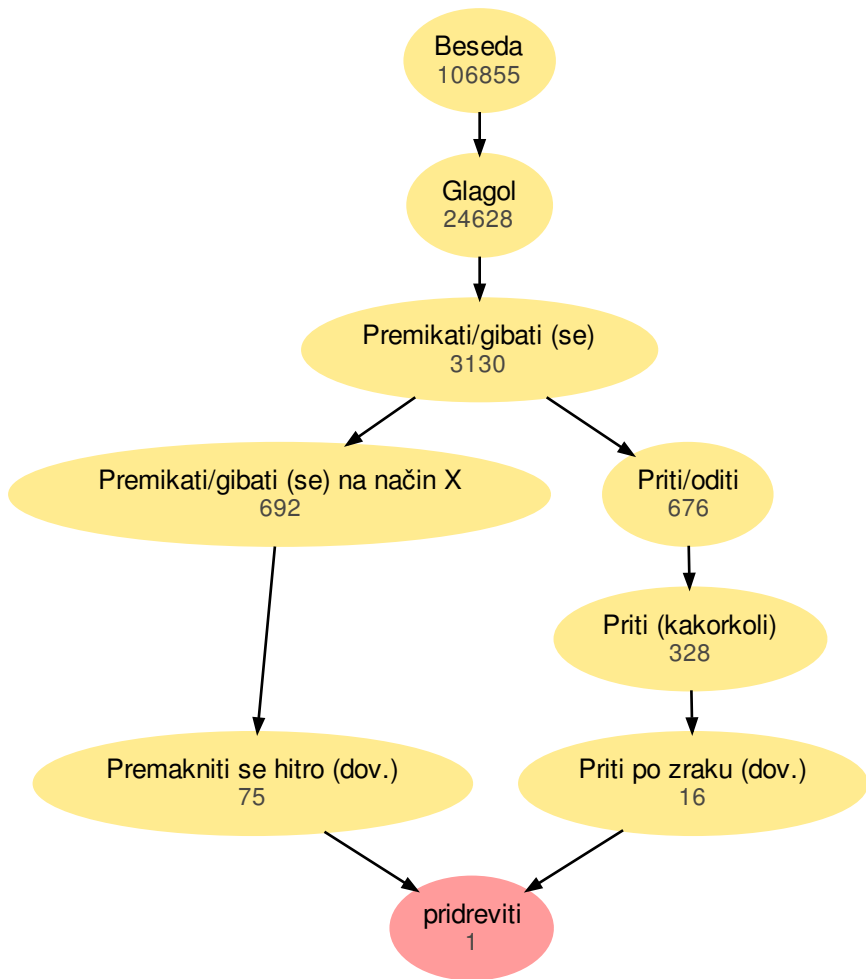 Beseda
106855
Glagol
24628
Premikati/gibati (se)
3130
Premikati/gibati (se) na način X
692
Priti/oditi
676
Priti (kakorkoli)
328
Premakniti se hitro (dov.)
75
Priti po zraku (dov.)
16
pridreviti
1